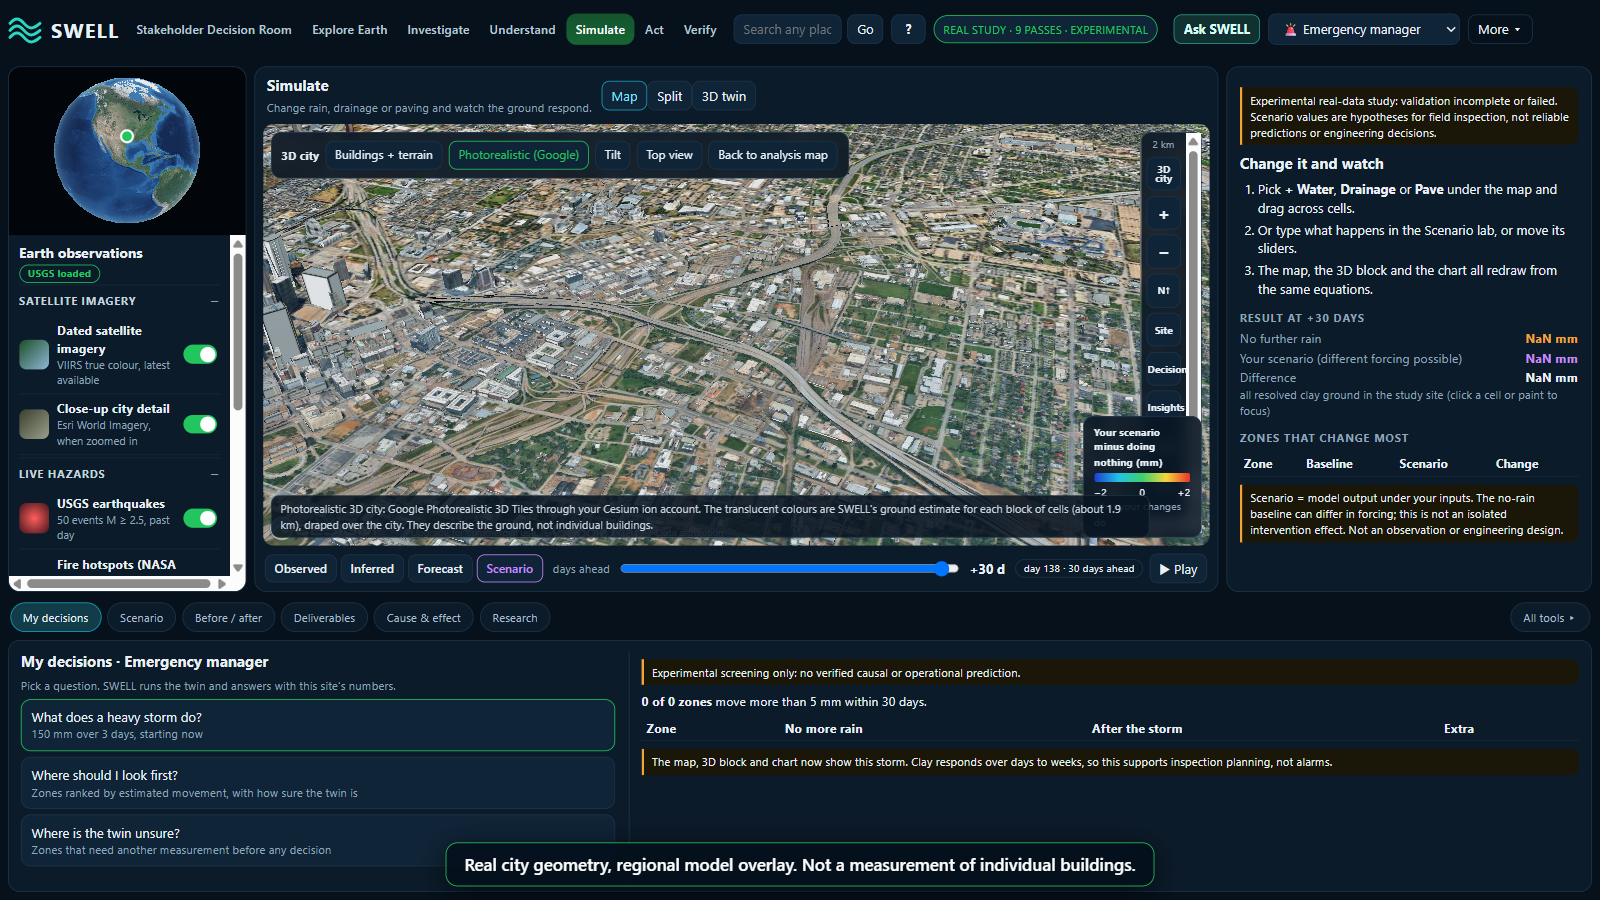 SWELL
Stakeholder Decision Room
Explore Earth
Investigate
Understand
Simulate
Act
Verify
Search any plac
Go
?
REAL STUDY · 9 PASSES · EXPERIMENTAL
Ask SWELL
Emergency manager
More
Earth observations
USGS loaded
SATELLITE IMAGERY
Dated satellite
imagery
VIIRS true colour, latest
available
Close-up city detail
Esri World Imagery,
when zoomed in
LIVE HAZARDS
USGS earthquakes
50 events M ≥ 2.5, past
day
Fire hotspots (NASA
Simulate
Change rain, drainage or paving and watch the ground respond.
Map
Split
3D twin
3D city
Buildings + terrain
Photorealistic (Google)
Tilt
Top view
Back to analysis map
2 km
3D
city
+
−
N↑
Site
Decision
Insights
Your scenario
minus doing
nothing (mm)
−2 0 +2
Photorealistic 3D city: Google Photorealistic 3D Tiles through your Cesium ion account. The translucent colours are SWELL's ground estimate for each block of cells (about 1.9
km), draped over the city. They describe the ground, not individual buildings.
changes
Observed
Inferred
Forecast
Scenario
days ahead
+30 d
day 138 · 30 days ahead
▶ Play
Experimental real-data study: validation incomplete or failed.
Scenario values are hypotheses for field inspection, not reliable
predictions or engineering decisions.
Change it and watch
1. Pick + Water, Drainage or Pave under the map and
drag across cells.
2. Or type what happens in the Scenario lab, or move its
sliders.
3. The map, the 3D block and the chart all redraw from
the same equations.
RESULT AT +30 DAYS
No further rain NaN mm
Your scenario (different forcing possible) NaN mm
Difference NaN mm
all resolved clay ground in the study site (click a cell or paint to
focus)
ZONES THAT CHANGE MOST
Zone Baseline Scenario Change
Scenario = model output under your inputs. The no-rain
baseline can differ in forcing; this is not an isolated
intervention effect. Not an observation or engineering design.
My decisions
Scenario
Before / after
Deliverables
Cause & effect
Research
All tools ▸
My decisions · Emergency manager
Pick a question. SWELL runs the twin and answers with this site's numbers.
What does a heavy storm do?
150 mm over 3 days, starting now
Where should I look first?
Zones ranked by estimated movement, with how sure the twin is
Where is the twin unsure?
Zones that need another measurement before any decision
Experimental screening only: no verified causal or operational prediction.
0 of 0 zones move more than 5 mm within 30 days.
Zone No more rain After the storm Extra
The map, 3D block and chart now show this storm. Clay responds over days to weeks, so this supports inspection planning, not alarms.
Real city geometry, regional model overlay. Not a measurement of individual buildings.